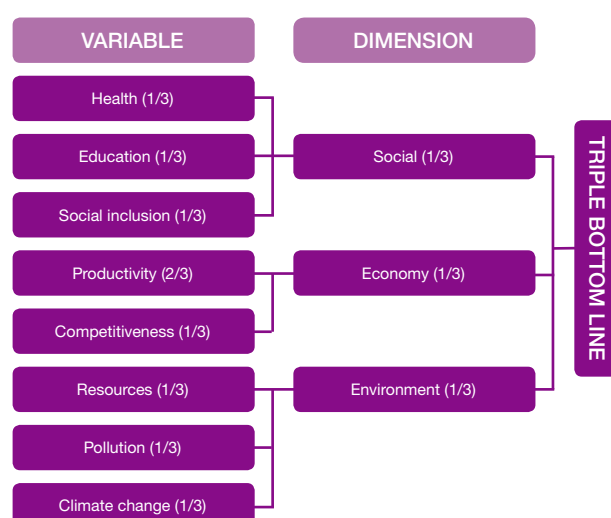 VARIABLE
DIMENSION
Health (1/3)
Education (1/3)
Social (1/3)
Social inclusion (1/3)
Productivity (2/3)
Economy (1/3)
Competitiveness (1/3)
Resources (1/3)
Environment (1/3)
Pollution (1/3)
Climate change (1/3)
TRIPLE BOTTOM LINE